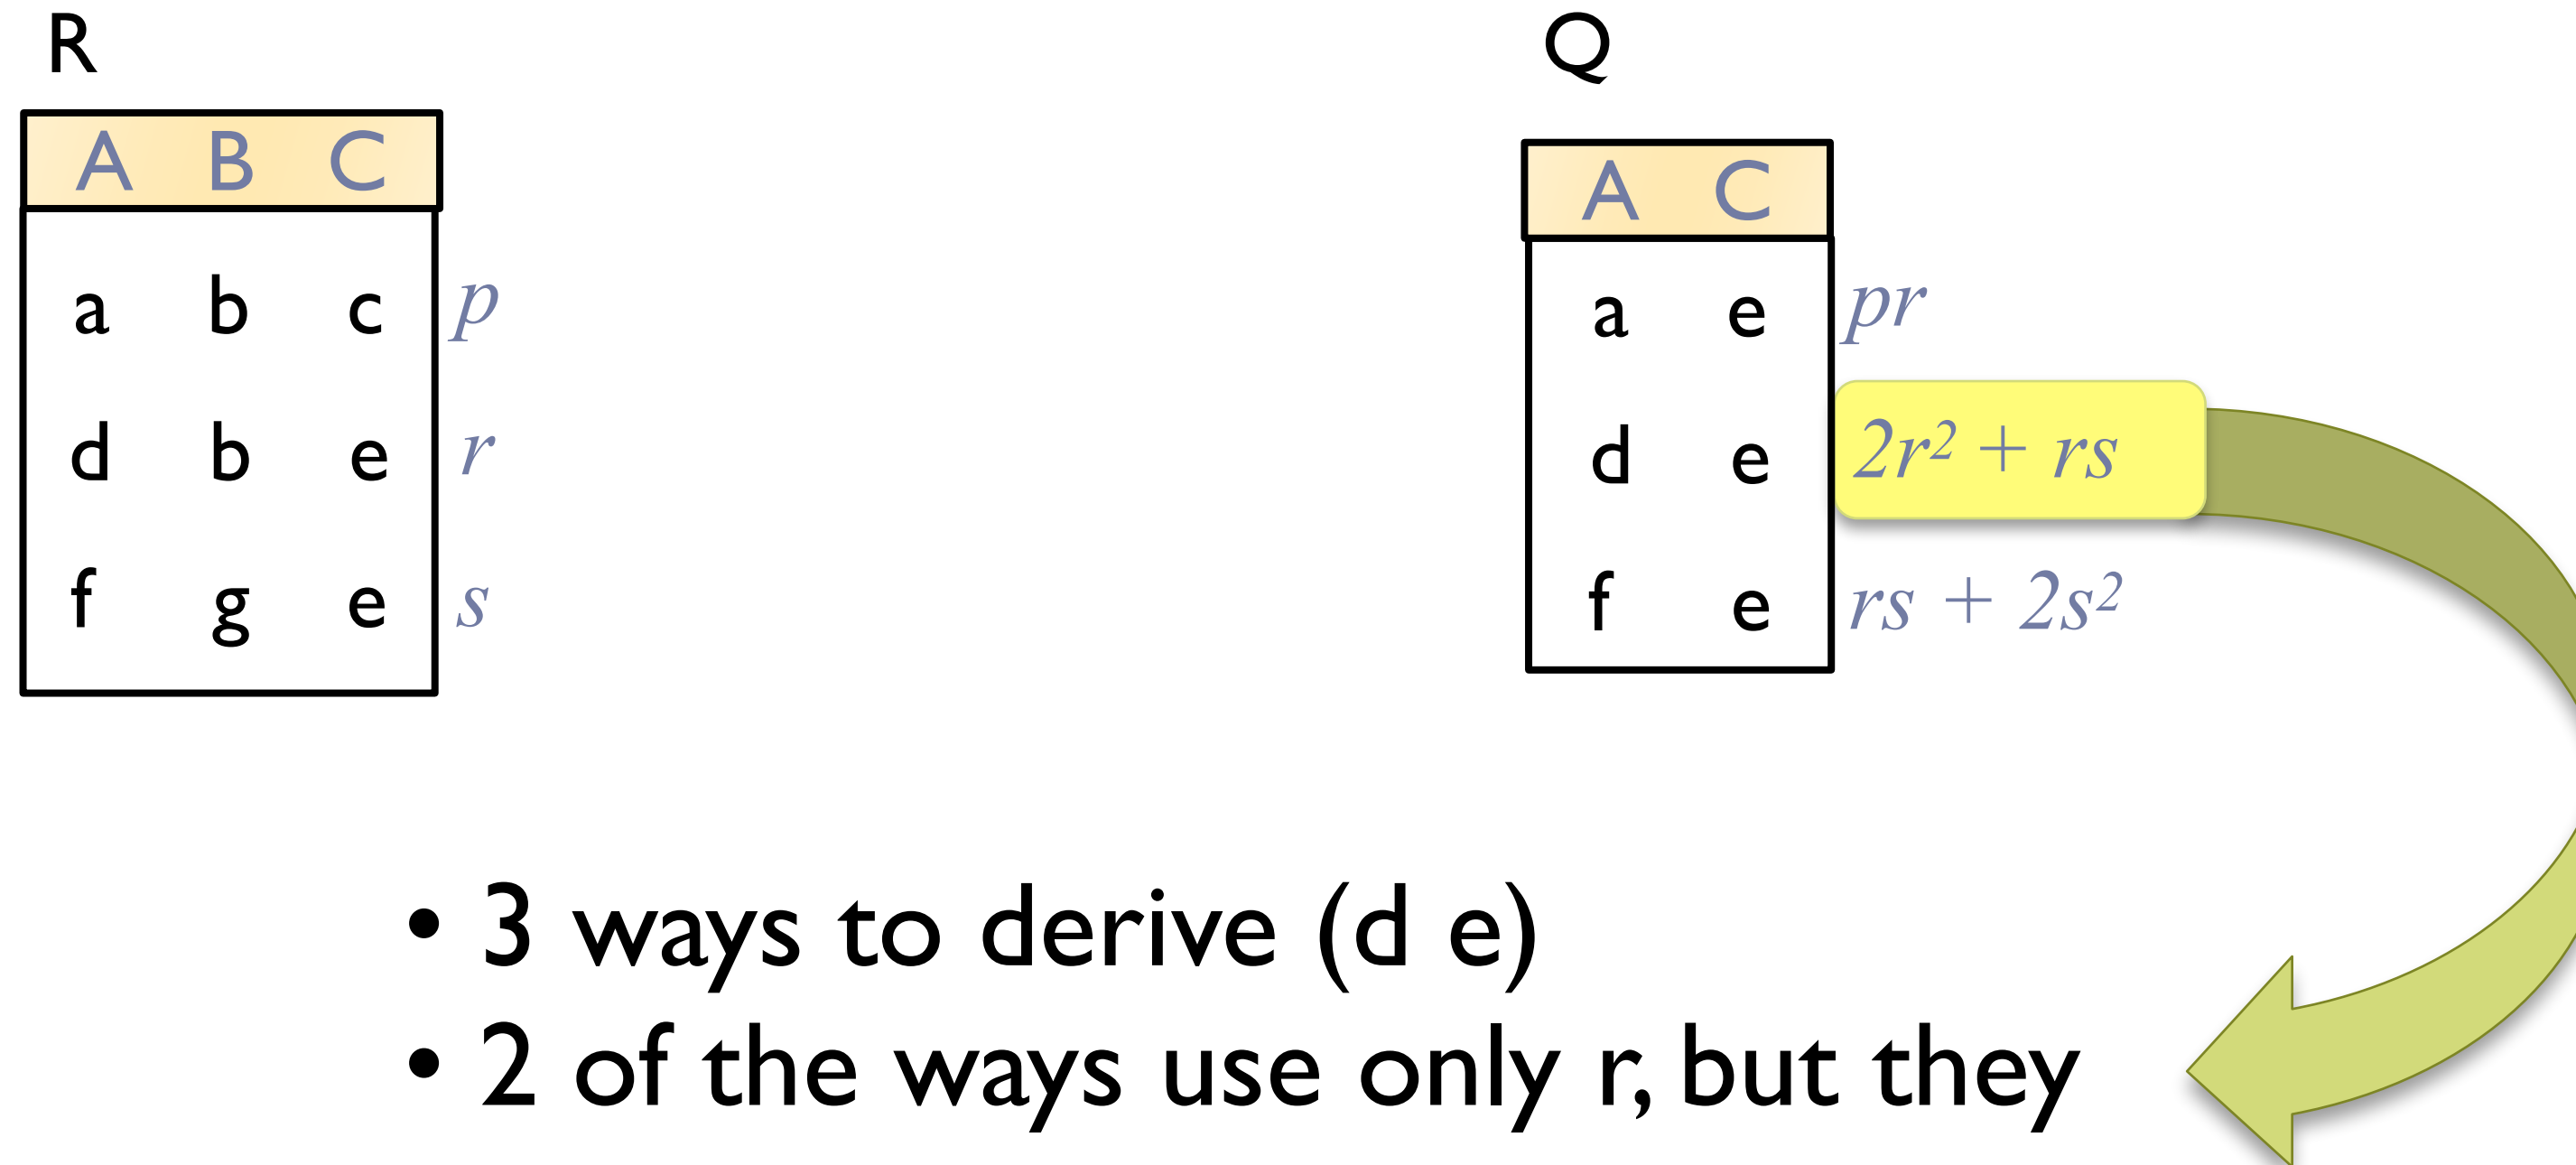 R
A B C
a b c p
d b e r
f g e s
Q
A C
a e pr
d e 2r² + rs
f e rs + 2s²
• 3 ways to derive (d e)
• 2 of the ways use only r, but they